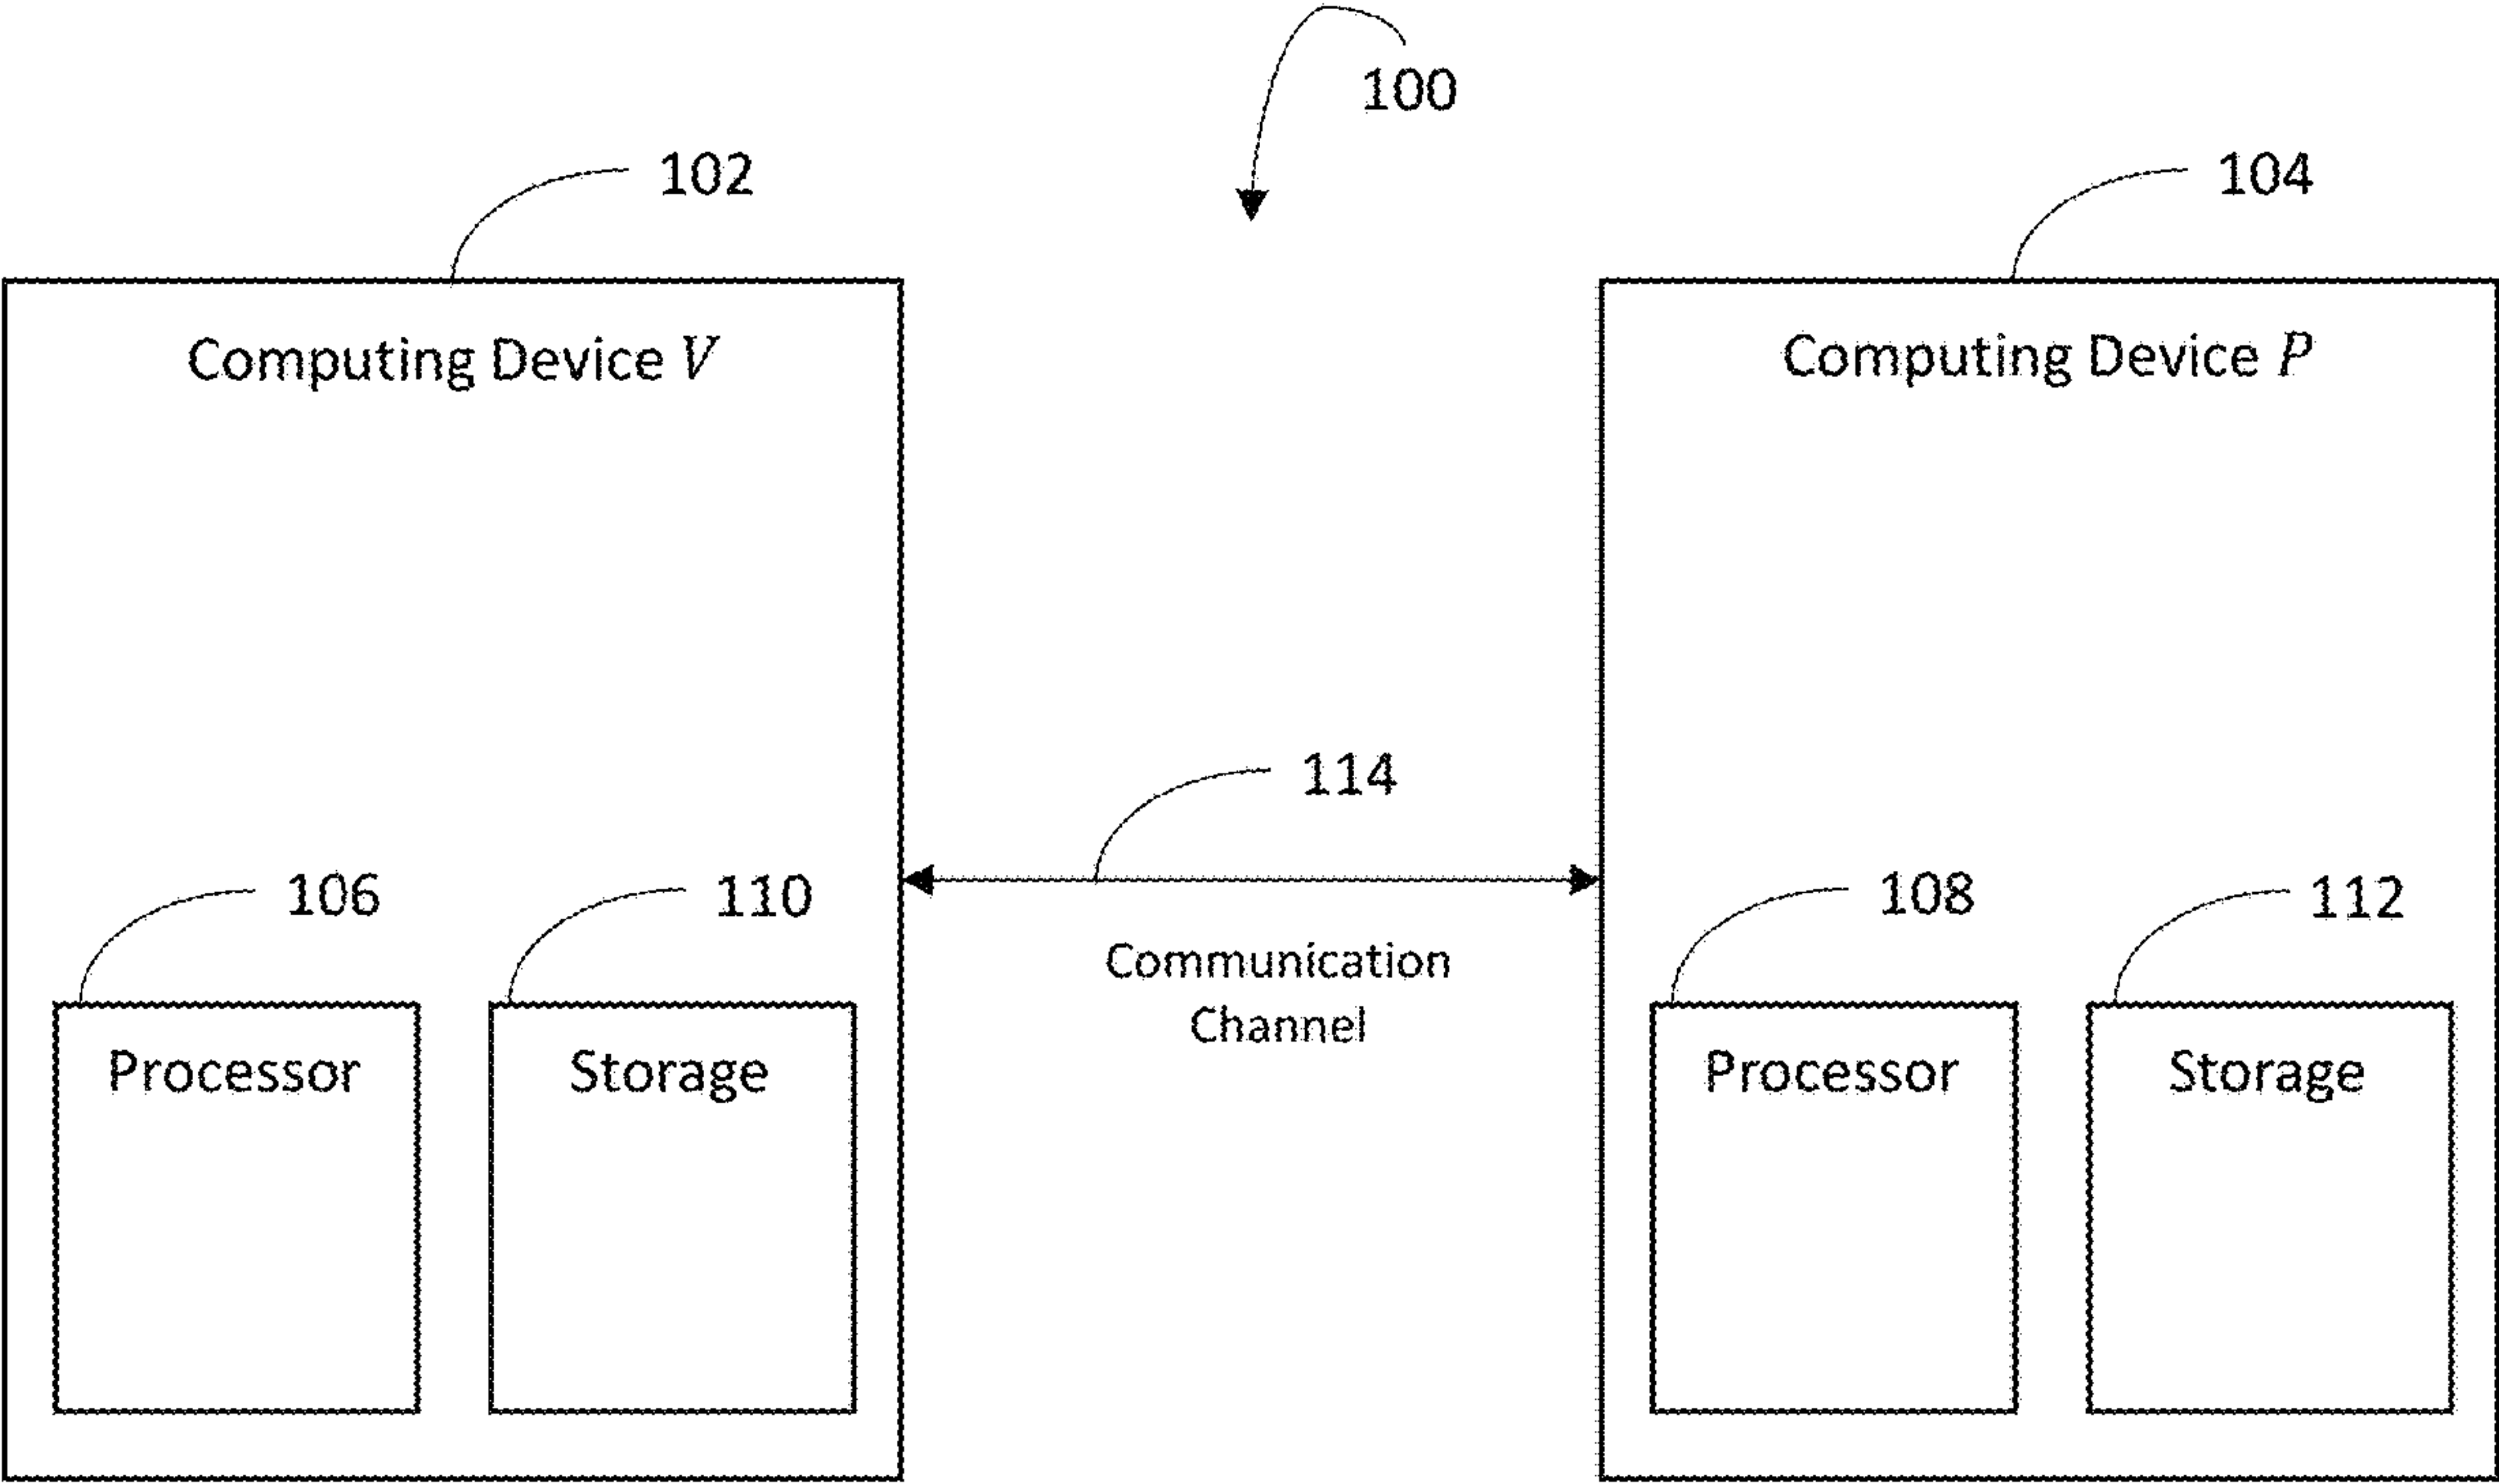 100
102
104
Computing Device V
Computing Device P
114
106
110
108
112
Communication
Channel
Processor
Storage
Processor
Storage